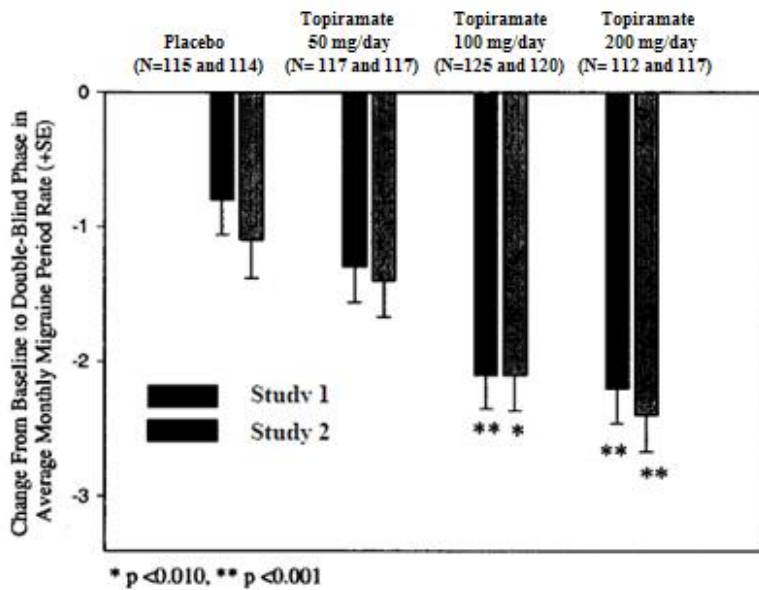 Placebo
(N=115 and 114)
Topiramate
50 mg/day
(N= 117 and 117)
Topiramate
100 mg/day
(N=125 and 120)
Topiramate
200 mg/day
(N= 112 and 117)
Change From Baseline to Double-Blind Phase in
Average Monthly Migraine Period Rate (+SE)
0
-1
-2
-3
Study 1
Study 2
** *
** **
* p <0.010, ** p <0.001